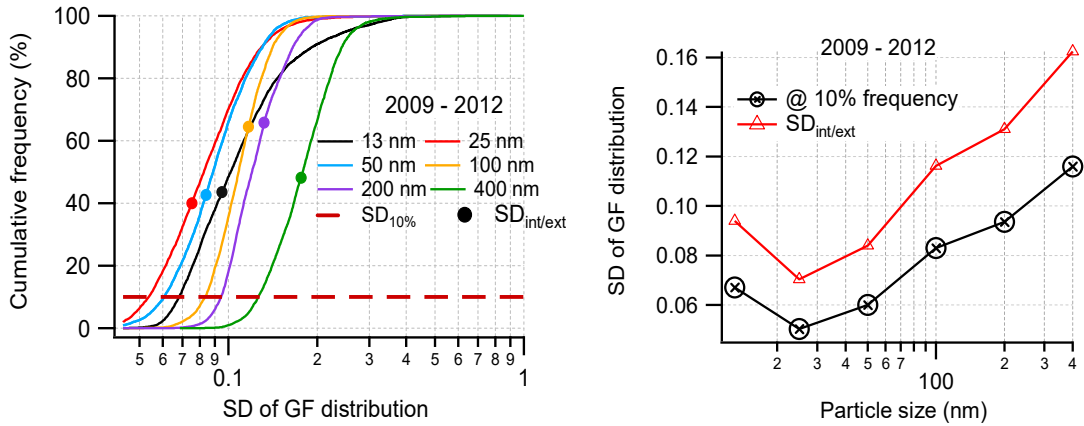 100
80
60
40
20
0
Cumulative frequency (%)
2009 - 2012
13 nm
25 nm
50 nm
100 nm
200 nm
400 nm
SD10%
SDint/ext
5 6 7 8 9 2 3 4 5 6 7 8 9
0.1 1
SD of GF distribution
0.16
0.14
0.12
0.10
0.08
0.06
SD of GF distribution
2009 - 2012
@ 10% frequency
SDint/ext
2 3 4 5 6 7 8 9 2 3 4
100
Particle size (nm)